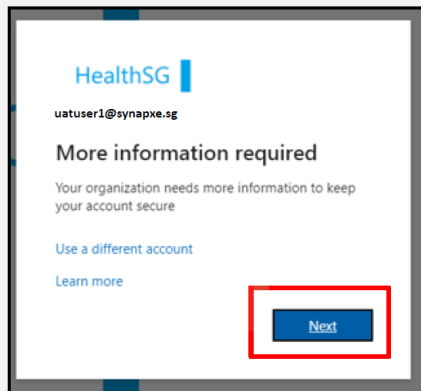 HealthSG
uatuser1@synapxe.sg
More information required
Your organization needs more information to keep
your account secure
Use a different account
Learn more
Next